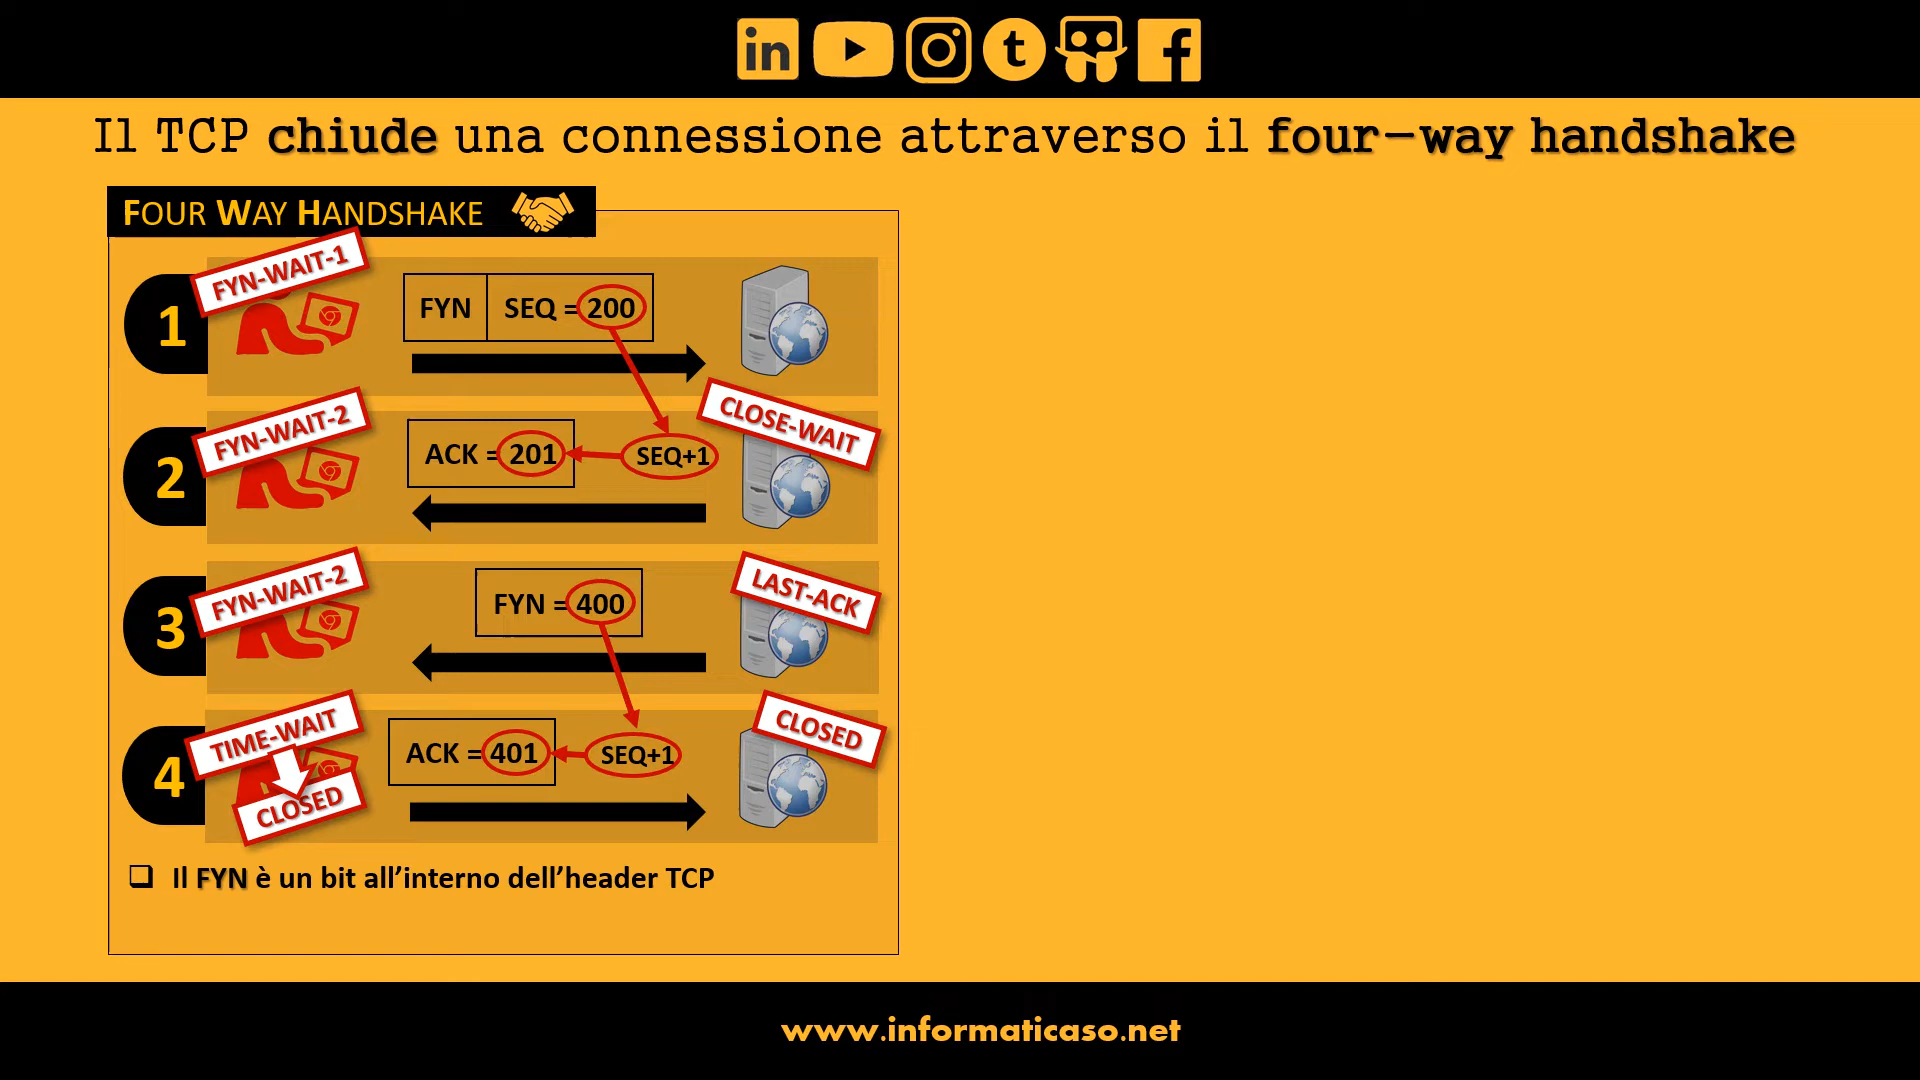 Il TCP chiude una connessione attraverso il four-way handshake
FOUR WAY HANDSHAKE
FYN-WAIT-1
1
FYN SEQ = 200
FYN-WAIT-2
CLOSE-WAIT
2
ACK = 201
SEQ+1
FYN-WAIT-2
LAST-ACK
3
FYN = 400
TIME-WAIT
CLOSED
4
ACK = 401
SEQ+1
CLOSED
Il FYN è un bit all’interno dell’header TCP
www.informaticaso.net